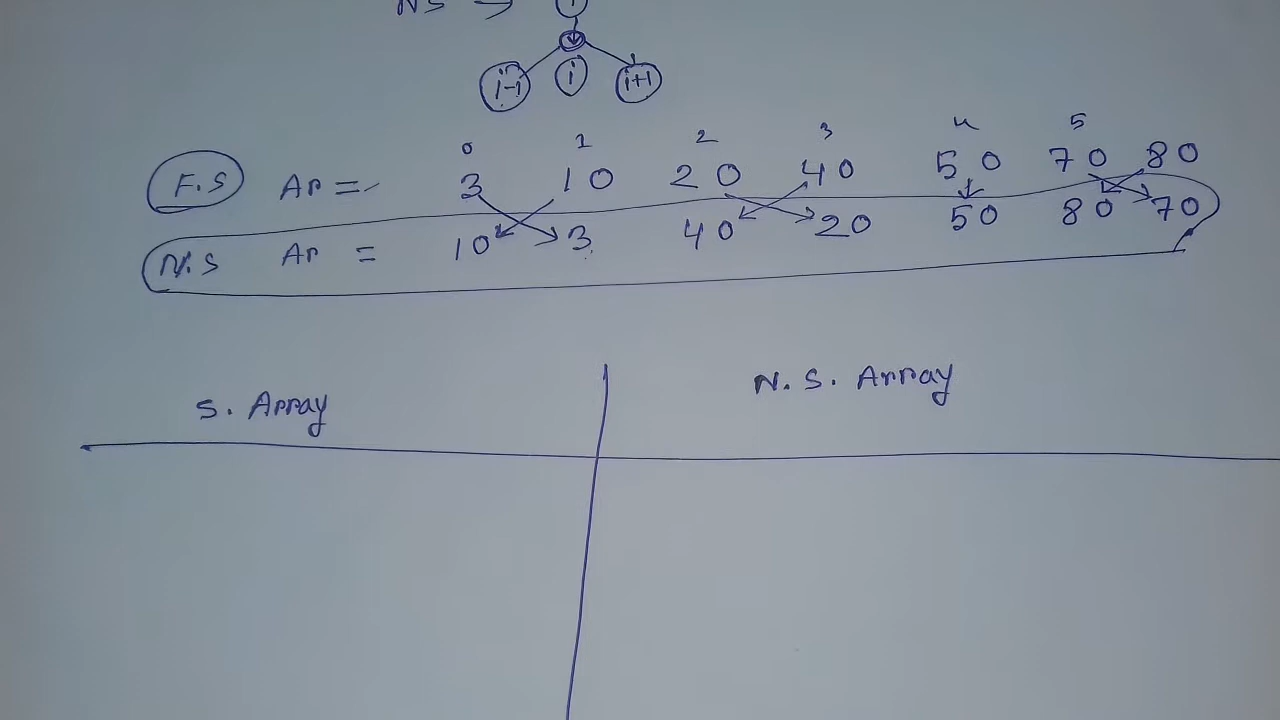 NS → i
i-1 i i+1
0 1 2 3 4 5
F.S Ar = 3 10 20 40 50 70 80
N.S Ar = 10 3 40 20 50 80 70
S. Array N. S. Array